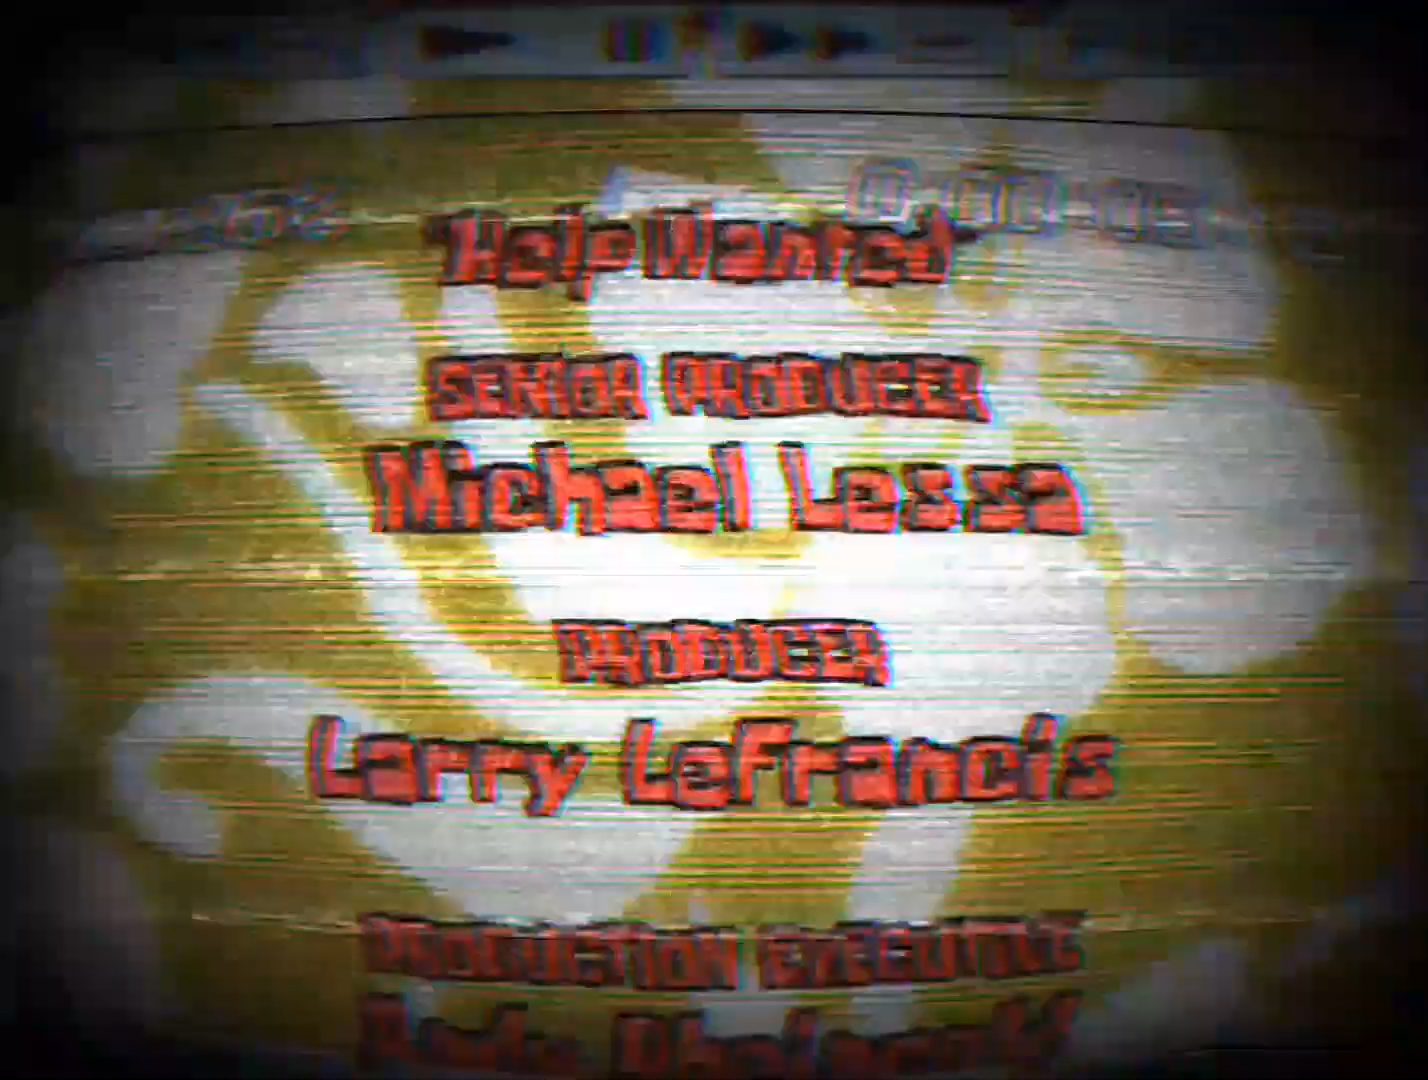 "Help Wanted"
SENIOR PRODUCER
Michael Lessa
PRODUCER
Larry LeFrancis
PRODUCTION EXECUTIVE